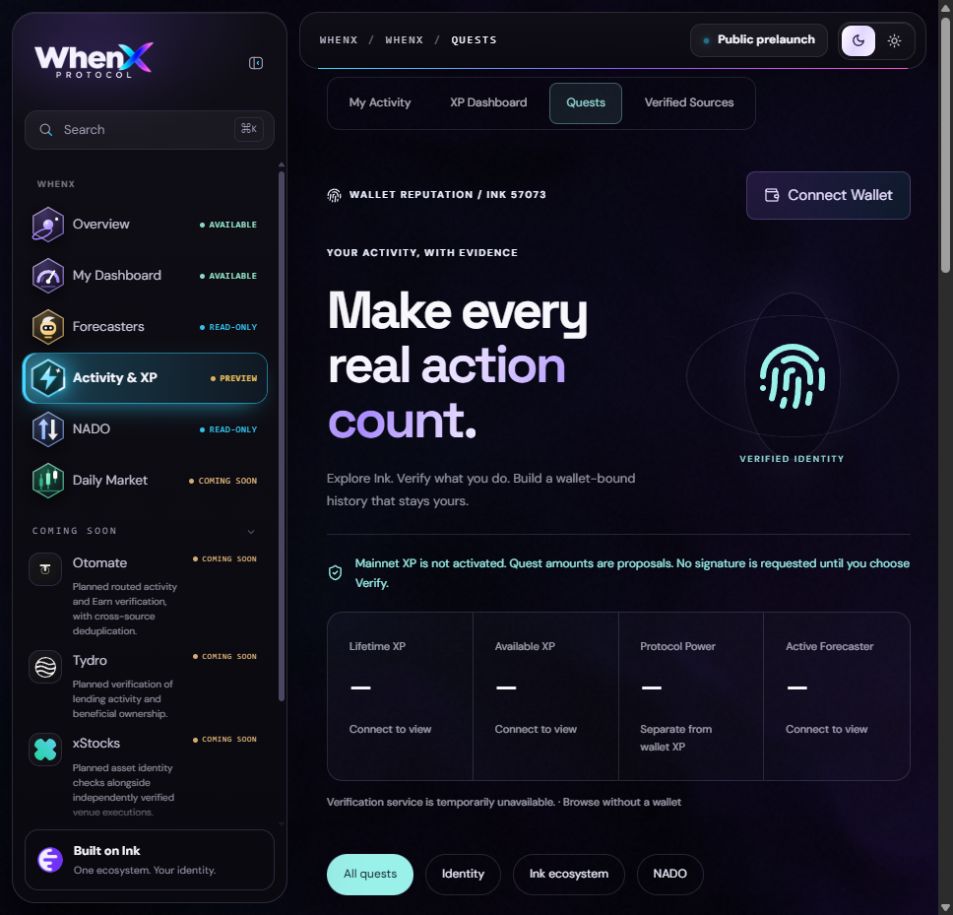 WhenX
PROTOCOL
Search
⌘K
WHENX
Overview
AVAILABLE
My Dashboard
AVAILABLE
Forecasters
READ-ONLY
Activity & XP
PREVIEW
NADO
READ-ONLY
Daily Market
COMING SOON
COMING SOON
Otomate
COMING SOON
Planned routed activity
and Earn verification,
with cross-source
deduplication.
Tydro
COMING SOON
Planned verification of
lending activity and
beneficial ownership.
xStocks
COMING SOON
Planned asset identity
checks alongside
independently verified
venue executions.
Built on Ink
One ecosystem. Your identity.
WHENX / WHENX / QUESTS
Public prelaunch
My Activity
XP Dashboard
Quests
Verified Sources
WALLET REPUTATION / INK 57073
Connect Wallet
YOUR ACTIVITY, WITH EVIDENCE
Make every
real action
count.
VERIFIED IDENTITY
Explore Ink. Verify what you do. Build a wallet-bound
history that stays yours.
Mainnet XP is not activated. Quest amounts are proposals. No signature is requested until you choose
Verify.
Lifetime XP
—
Connect to view
Available XP
—
Connect to view
Protocol Power
—
Separate from
wallet XP
Active Forecaster
—
Connect to view
Verification service is temporarily unavailable. · Browse without a wallet
All quests
Identity
Ink ecosystem
NADO